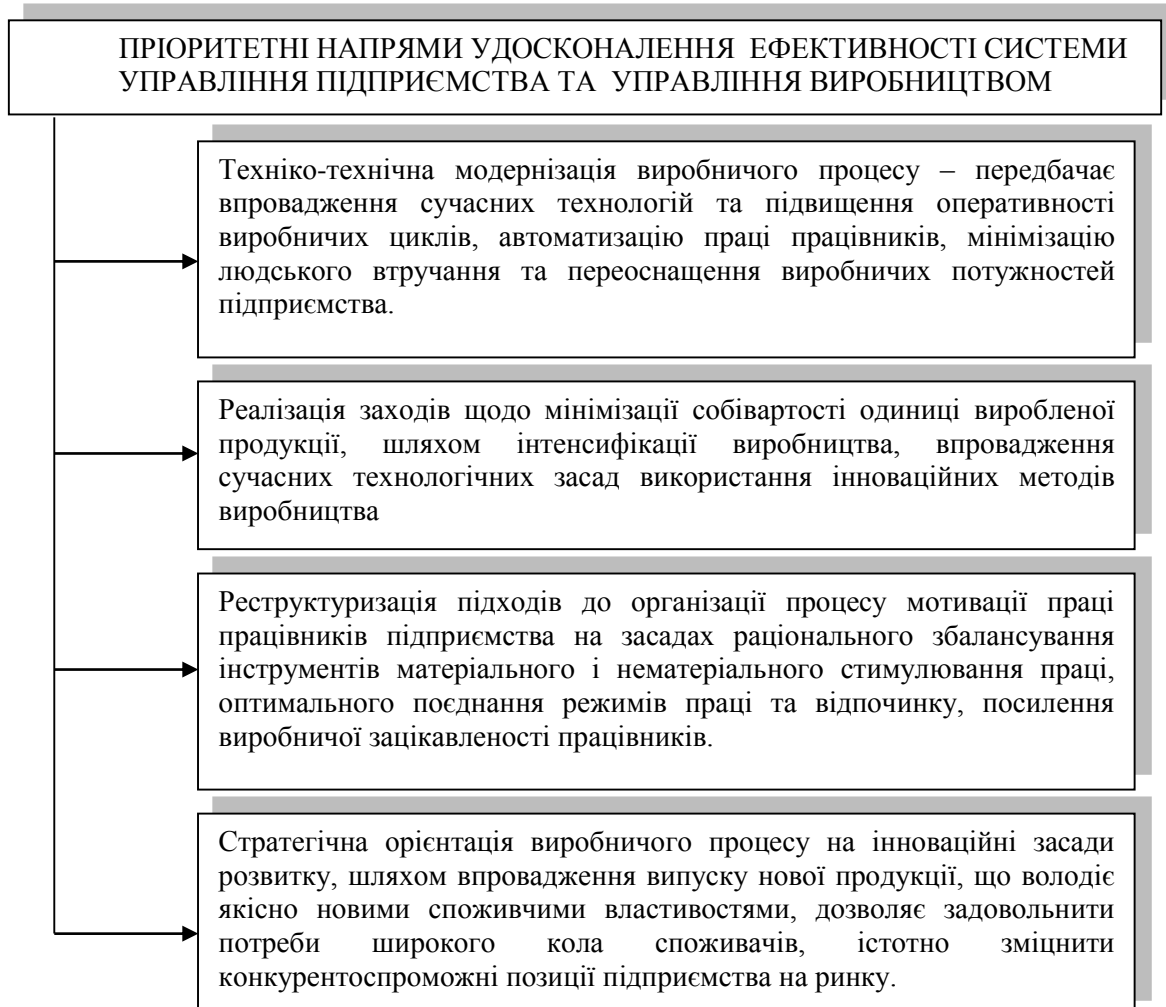 ПРІОРИТЕТНІ НАПРЯМИ УДОСКОНАЛЕННЯ ЕФЕКТИВНОСТІ СИСТЕМИ
УПРАВЛІННЯ ПІДПРИЄМСТВА ТА УПРАВЛІННЯ ВИРОБНИЦТВОМ
Техніко-технічна модернізація виробничого процесу – передбачає
впровадження сучасних технологій та підвищення оперативності
виробничих циклів, автоматизацію праці працівників, мінімізацію
людського втручання та переоснащення виробничих потужностей
підприємства.
Реалізація заходів щодо мінімізації собівартості одиниці виробленої
продукції, шляхом інтенсифікації виробництва, впровадження
сучасних технологічних засад використання інноваційних методів
виробництва
Реструктуризація підходів до організації процесу мотивації праці
працівників підприємства на засадах раціонального збалансування
інструментів матеріального і нематеріального стимулювання праці,
оптимального поєднання режимів праці та відпочинку, посилення
виробничої зацікавленості працівників.
Стратегічна орієнтація виробничого процесу на інноваційні засади
розвитку, шляхом впровадження випуску нової продукції, що володіє
якісно новими споживчими властивостями, дозволяє задовольнити
потреби широкого кола споживачів, істотно зміцнити
конкурентоспроможні позиції підприємства на ринку.